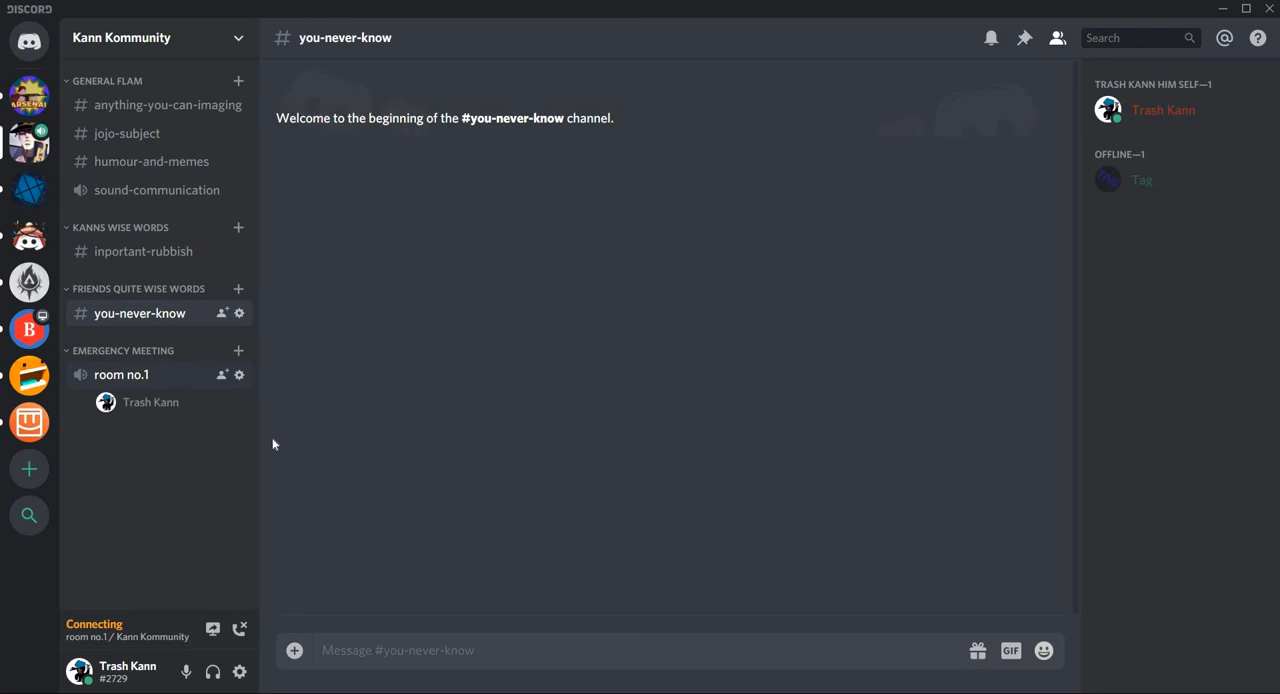 DISCORD
Kann Kommunity
you-never-know
Search
GENERAL FLAM
anything-you-can-imaging
jojo-subject
humour-and-memes
sound-communication
KANNS WISE WORDS
inportant-rubbish
FRIENDS QUITE WISE WORDS
you-never-know
EMERGENCY MEETING
room no.1
Trash Kann
Connecting
room no.1 / Kann Kommunity
Trash Kann
#2729
Welcome to the beginning of the #you-never-know channel.
Message #you-never-know
GIF
TRASH KANN HIM SELF—1
Trash Kann
OFFLINE—1
TAG
Tag
ARSENAL
B